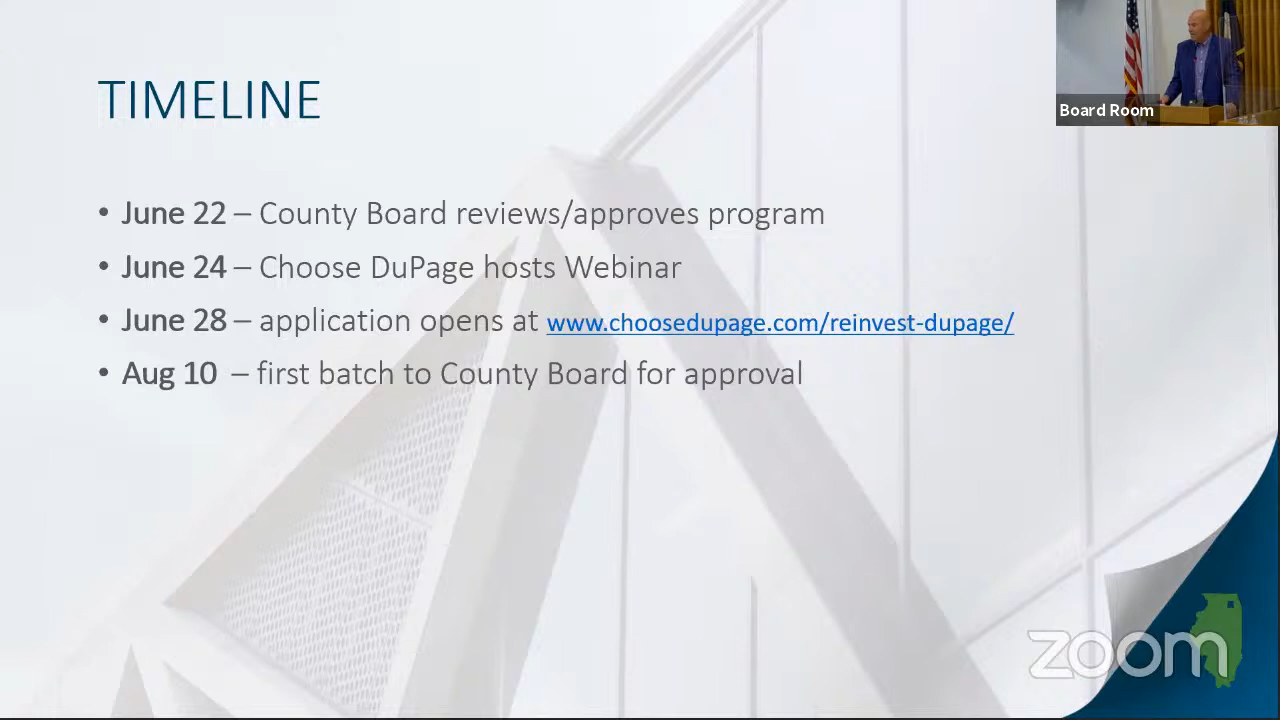 TIMELINE
Board Room
• June 22 – County Board reviews/approves program
• June 24 – Choose DuPage hosts Webinar
• June 28 – application opens at www.choosedupage.com/reinvest-dupage/
• Aug 10 – first batch to County Board for approval
zoom